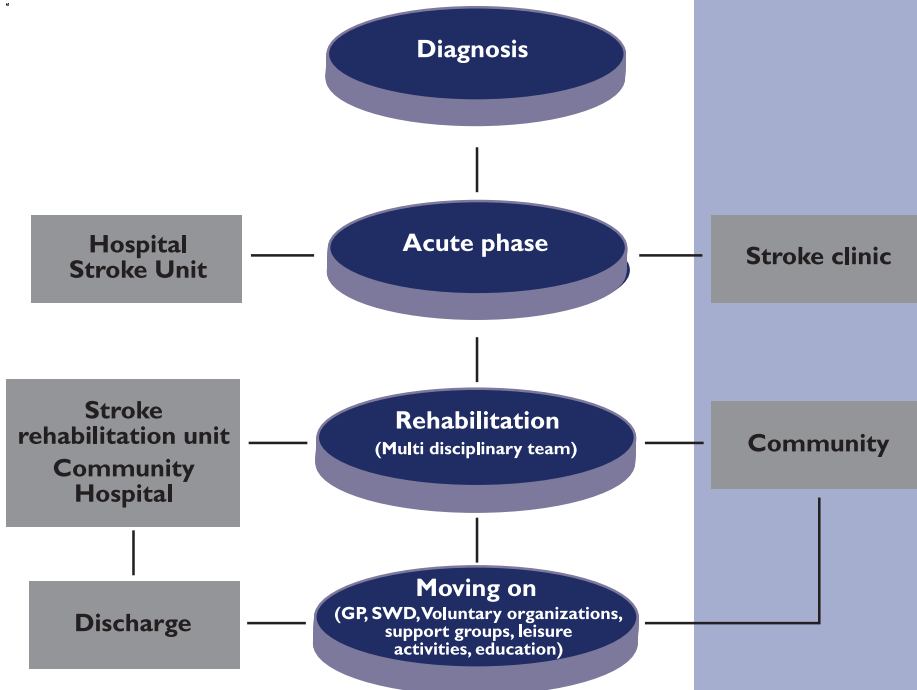 Diagnosis
Hospital
Stroke Unit
Acute phase
Stroke clinic
Stroke
rehabilitation unit
Community
Hospital
Rehabilitation
(Multi disciplinary team)
Community
Discharge
Moving on
(GP, SWD, Voluntary organizations,
support groups, leisure
activities, education)